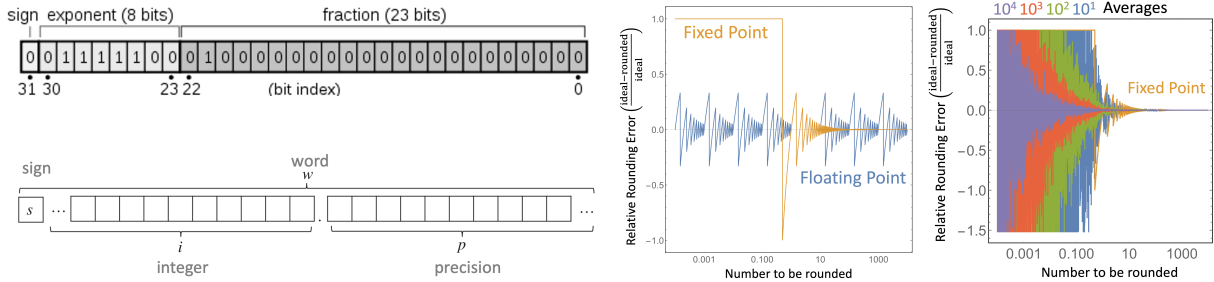 sign exponent (8 bits) fraction (23 bits)
0 0 1 1 1 1 1 0 0 0 1 0 0 0 0 0 0 0 0 0 0 0 0 0 0 0 0 0 0 0 0 0
31 30 23 22 (bit index) 0
sign word
w
s ... . ...
i p
integer precision
Relative Rounding Error (ideal−rounded/ideal)
1.0
0.5
0.0
−0.5
−1.0
Fixed Point
Floating Point
0.001 0.100 10 1000
Number to be rounded
10⁴ 10³ 10² 10¹ Averages
Relative Rounding Error (ideal−rounded/ideal)
1.0
0.5
0.0
−0.5
−1.0
−1.5
Fixed Point
0.001 0.100 10 1000
Number to be rounded